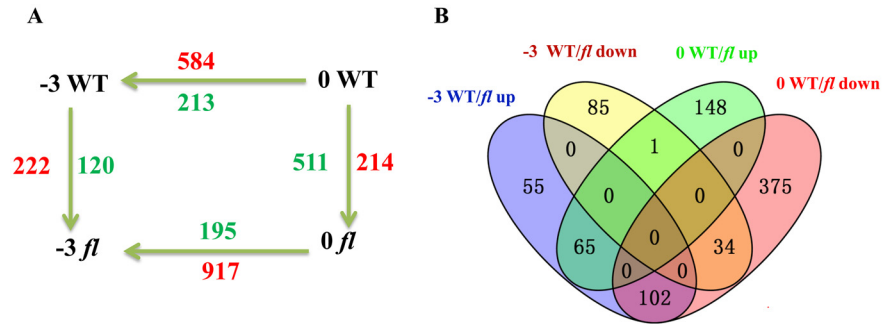 A
584
-3 WT
0 WT
213
222
120
511
214
195
-3 fl
0 fl
917
B
-3 WT/fl down
0 WT/fl up
-3 WT/fl up
0 WT/fl down
85
148
0
1
0
55
0
0
375
65
0
34
0
0
102